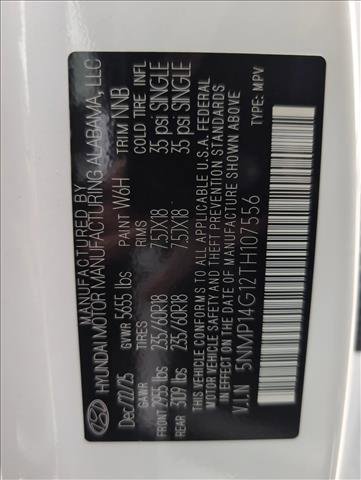 MANUFACTURED BY
HYUNDAI MOTOR MANUFACTURING ALABAMA, LLC
Dec/22/25 PAINT W6H TRIM NNB
GVWR 5655 lbs
GAWR TIRES RIMS COLD TIRE INFL
FRONT 2955 lbs 235/60R18 7.5JX18 35 psi SINGLE
REAR 3109 lbs 235/60R18 7.5JX18 35 psi SINGLE
THIS VEHICLE CONFORMS TO ALL APPLICABLE U.S.A. FEDERAL
MOTOR VEHICLE SAFETY AND THEFT PREVENTION STANDARDS
IN EFFECT ON THE DATE OF MANUFACTURE SHOWN ABOVE.
V.I.N 5NMP14G12TH107556 TYPE: MPV